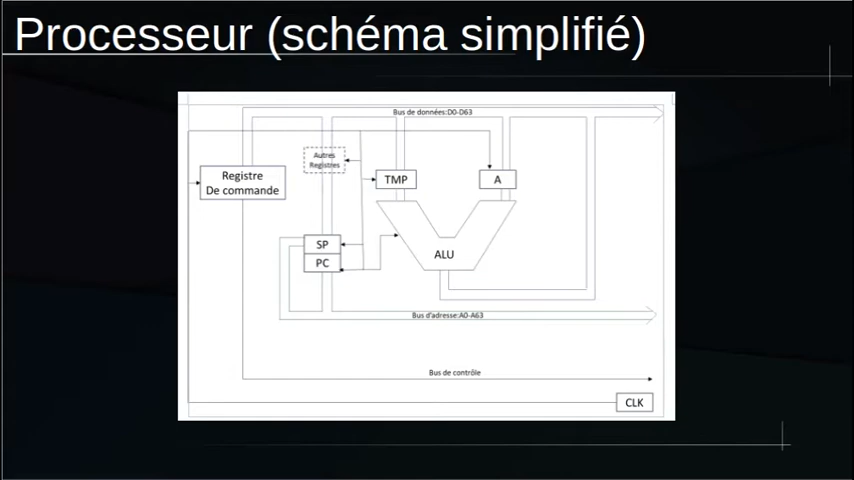 Processeur (schéma simplifié)
Bus de données:D0-D63
Autres
Registres
Registre
De commande
TMP
A
SP
PC
ALU
Bus d'adresse:A0-A63
Bus de contrôle
CLK